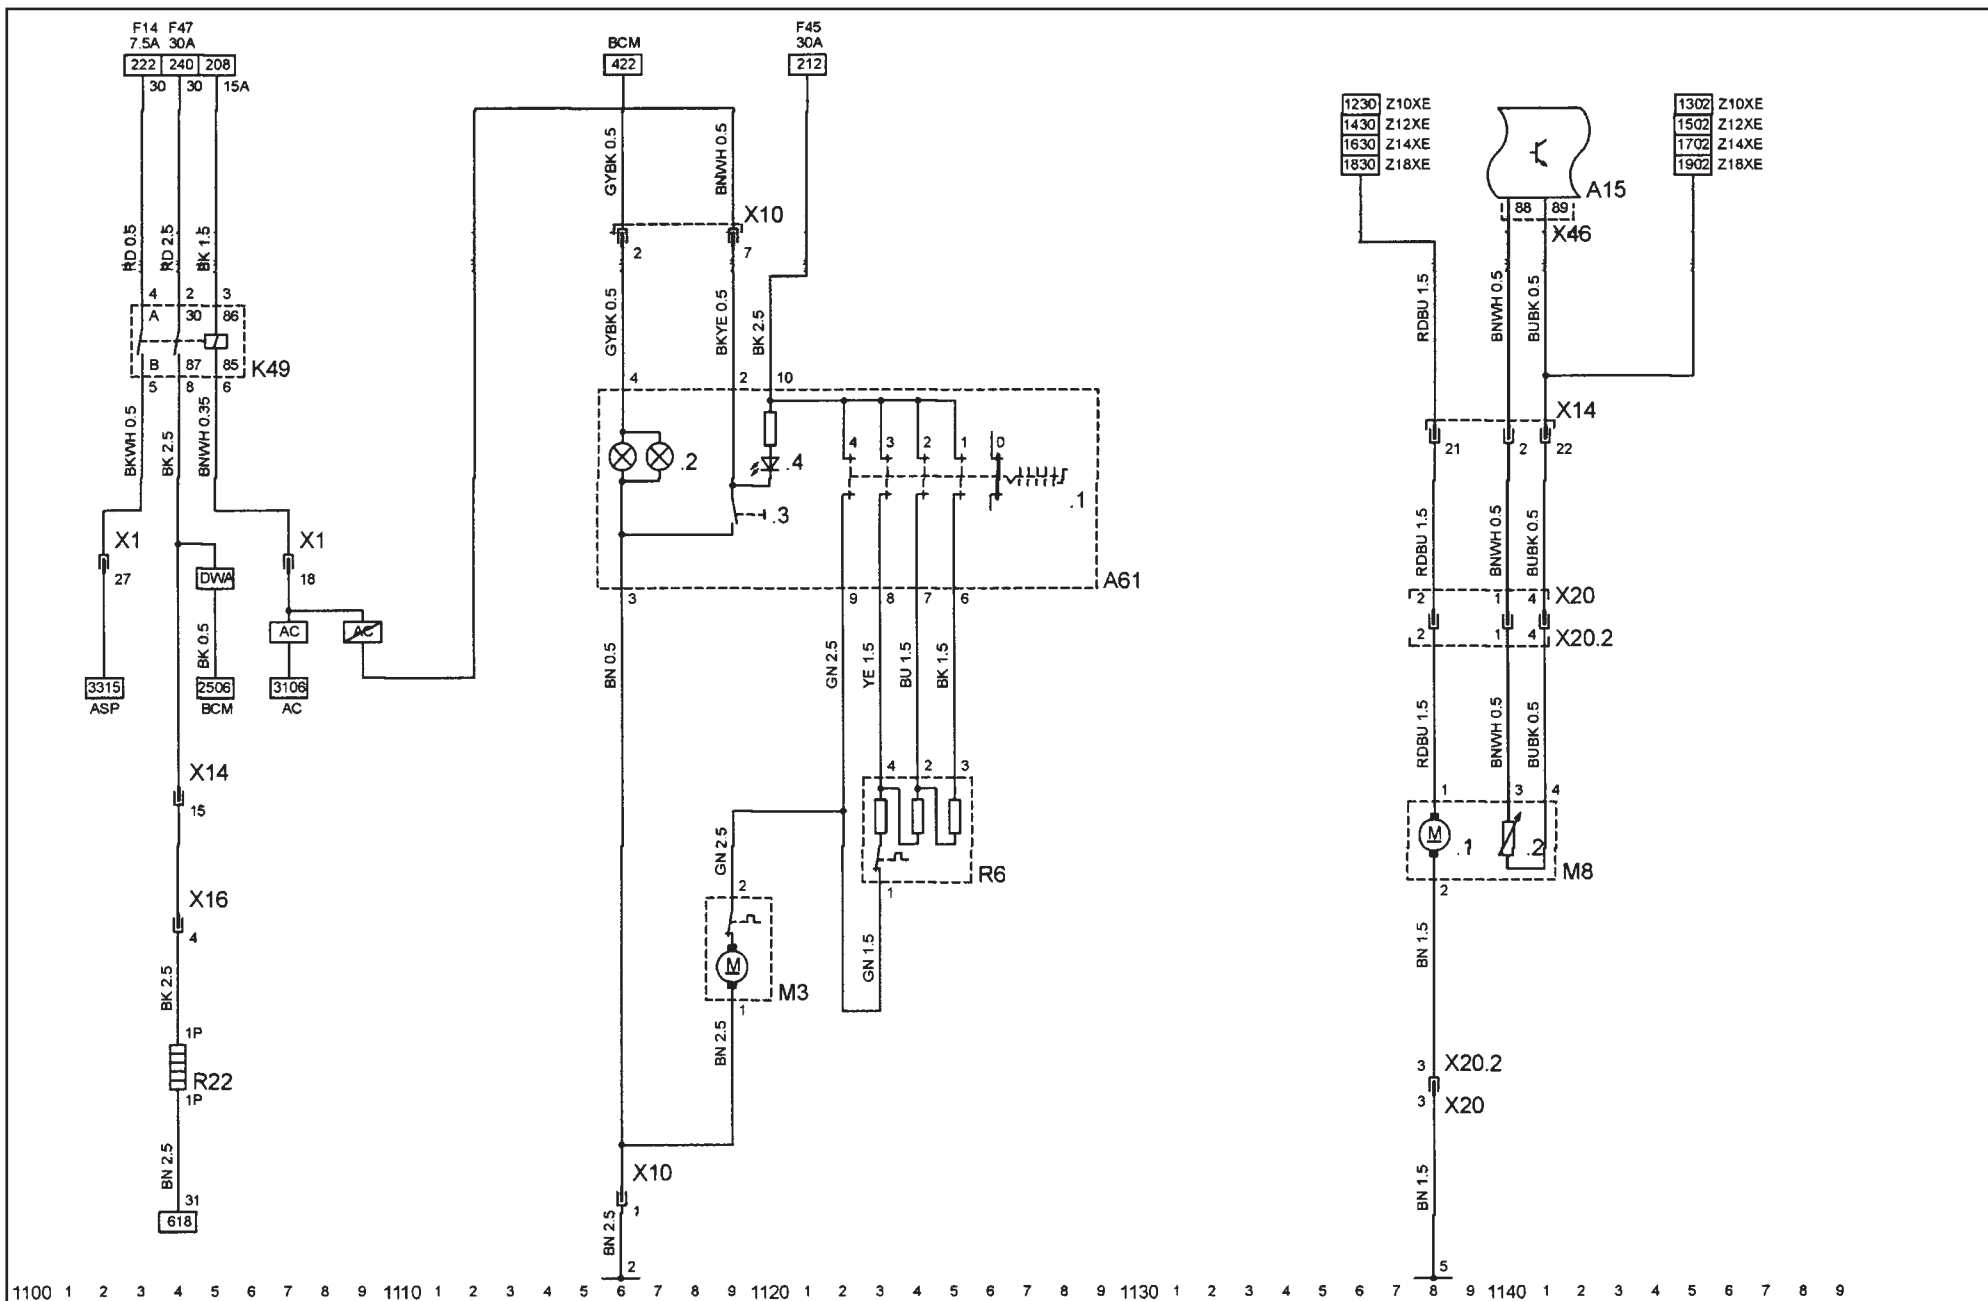 F14 F47
7.5A 30A
222 240 208
30 30 15A
BCM
422
F45
30A
212
1230 Z10XE
1430 Z12XE
1630 Z14XE
1830 Z18XE
1302 Z10XE
1502 Z12XE
1702 Z14XE
1902 Z18XE
A15
88 89
X46
RD 0.5
RD 2.5
BK 1.5
GYBK 0.5
BNWH 0.5
X10
2 7
4 2 3
A 30 86
B 87 85
K49
5 8 6
GYBK 0.5
BKYE 0.5
BK 2.5
RDBU 1.5
BNWH 0.5
BUBK 0.5
BKWH 0.5
BK 2.5
BNWH 0.35
4 2 10
4 3 2 1 0
.2 .4
.3 .1
A61
3 9 8 7 6
X14
21 2 22
X1
27
X1
18
DWA
AC AC
BK 0.5
3315 2506 3106
ASP BCM AC
RDBU 1.5
BNWH 0.5
BUBK 0.5
2 1 4 X20
2 1 4 X20.2
BN 0.5
GN 2.5
YE 1.5
BU 1.5
BK 1.5
RDBU 1.5
BNWH 0.5
BUBK 0.5
X14
15
4 2 3
R6
1
1 3 4
M .1 .2
M8
2
GN 2.5
2
M
M3
1
GN 1.5
X16
4
BK 2.5
1P
R22
1P
BN 2.5
31
618
BN 2.5
X10
1
BN 2.5
2
BN 1.5
3 X20.2
3 X20
BN 1.5
5
1100 1 2 3 4 5 6 7 8 9 1110 1 2 3 4 5 6 7 8 9 1120 1 2 3 4 5 6 7 8 9 1130 1 2 3 4 5 6 7 8 9 1140 1 2 3 4 5 6 7 8 9